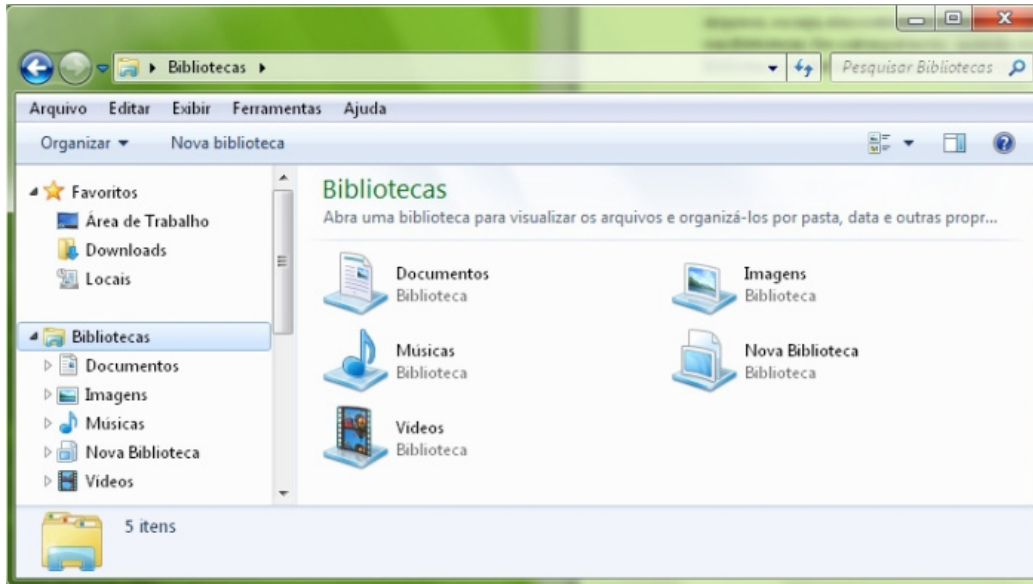 Bibliotecas
Pesquisar Bibliotecas
Arquivo Editar Exibir Ferramentas Ajuda
Organizar Nova biblioteca
Favoritos
Área de Trabalho
Downloads
Locais
Bibliotecas
Documentos
Imagens
Músicas
Nova Biblioteca
Vídeos
Bibliotecas
Abra uma biblioteca para visualizar os arquivos e organizá-los por pasta, data e outras propr...
Documentos
Biblioteca
Imagens
Biblioteca
Músicas
Biblioteca
Nova Biblioteca
Biblioteca
Vídeos
Biblioteca
5 itens